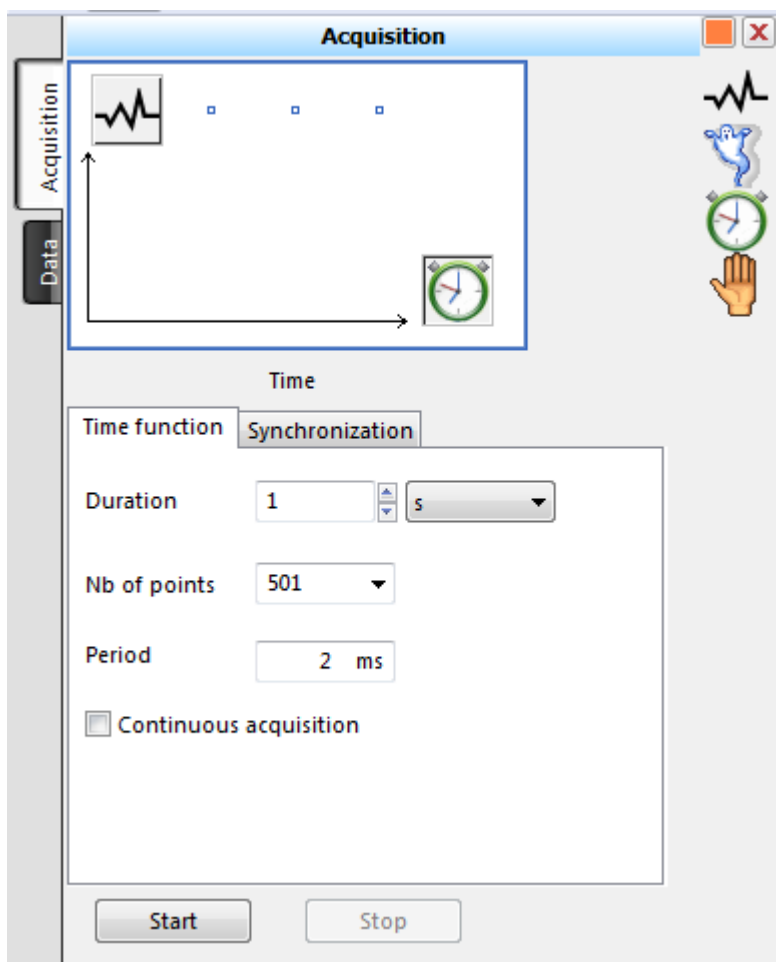 Acquisition
Acquisition
Data
Time
Time function Synchronization
Duration 1 s
Nb of points 501
Period 2 ms
Continuous acquisition
Start Stop